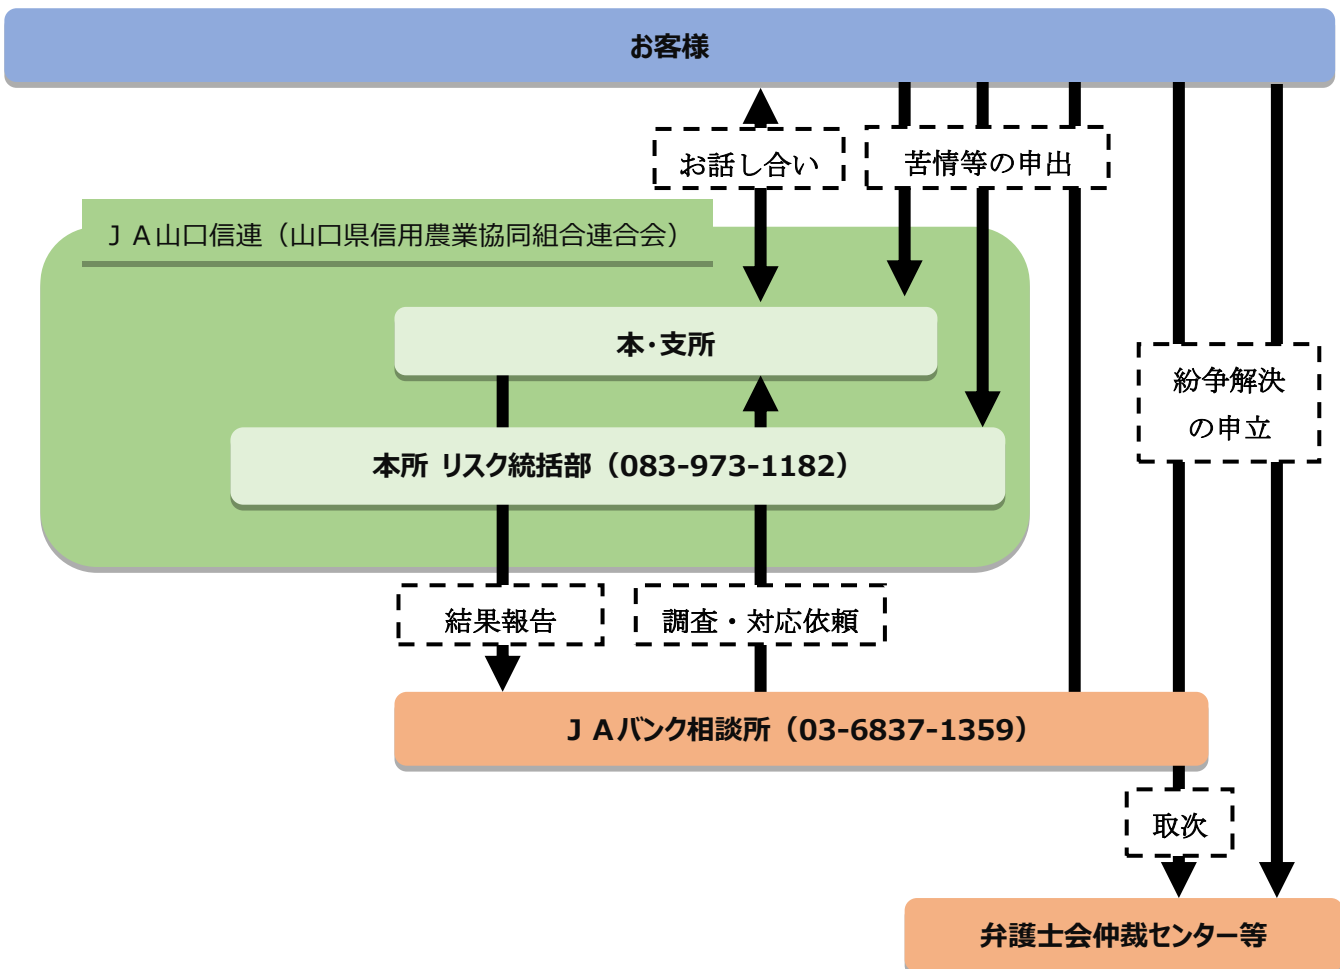 お客様
お話し合い
苦情等の申出
ＪＡ山口信連（山口県信用農業協同組合連合会）
本・支所
紛争解決
の申立
本所 リスク統括部（083-973-1182）
結果報告
調査・対応依頼
ＪＡバンク相談所（03-6837-1359）
取次
弁護士会仲裁センター等